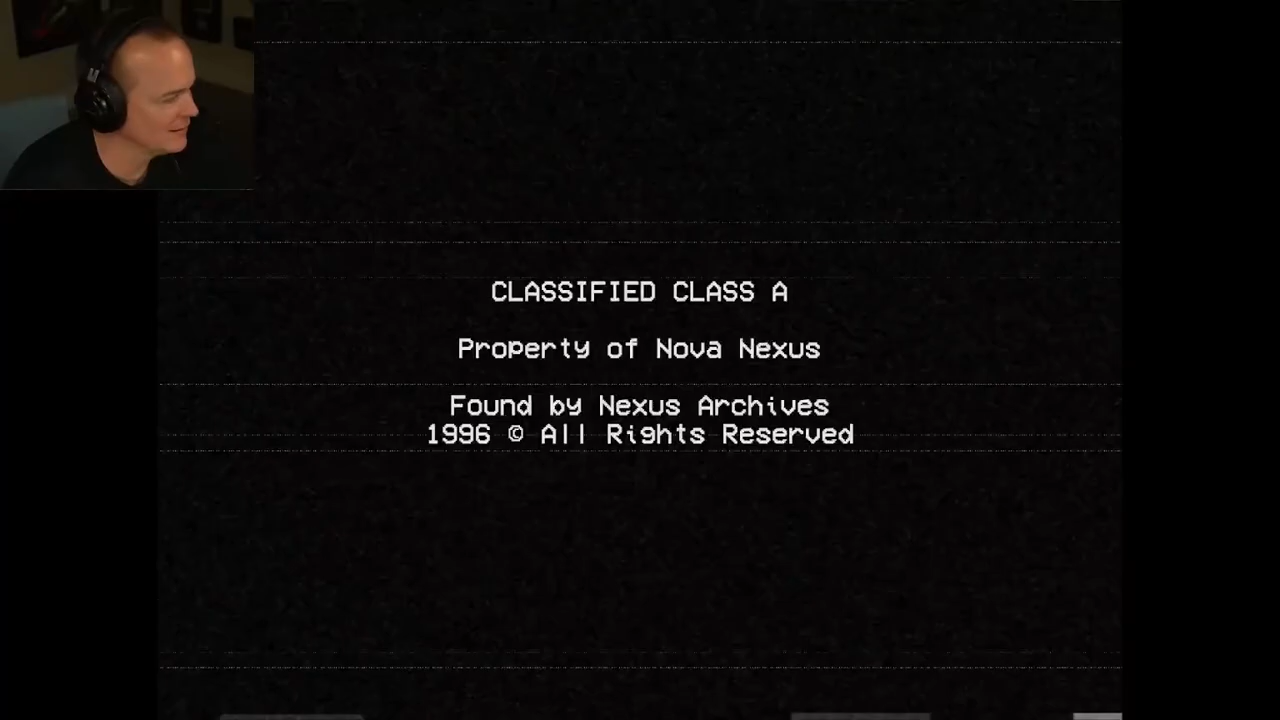 CLASSIFIED CLASS A
Property of Nova Nexus
Found by Nexus Archives
1996 © All Rights Reserved